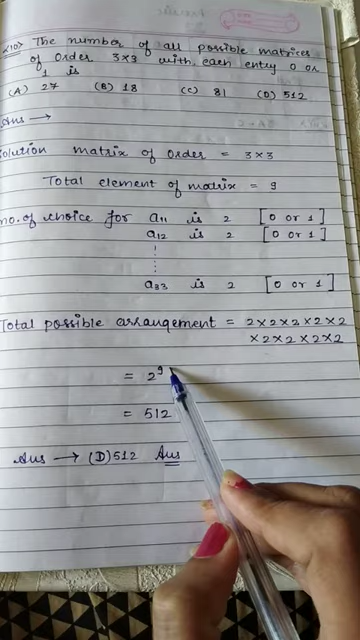 <10> The number of all possible matrices
of order 3×3 with each entry 0 or
1 is
(A) 27 (B) 18 (C) 81 (D) 512
Ans →
Solution matrix of order = 3×3
Total element of matrix = 9
no. of choice for a11 is 2 [0 or 1]
a12 is 2 [0 or 1]
⋮
a33 is 2 [0 or 1]
Total possible arrangement = 2×2×2×2×2
×2×2×2×2
= 2⁹
= 512
Ans → (D) 512 Ans